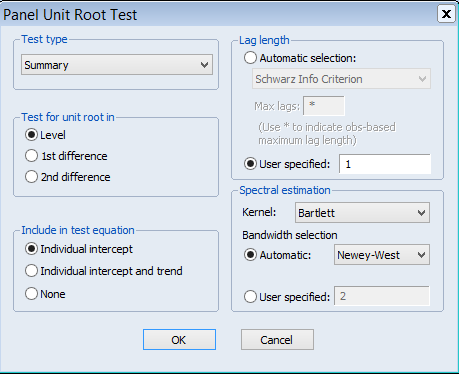 Panel Unit Root Test
Test type
Summary
Test for unit root in
Level
1st difference
2nd difference
Include in test equation
Individual intercept
Individual intercept and trend
None
Lag length
Automatic selection:
Schwarz Info Criterion
Max lags: *
(Use * to indicate obs-based
maximum lag length)
User specified: 1
Spectral estimation
Kernel: Bartlett
Bandwidth selection
Automatic: Newey-West
User specified: 2
OK
Cancel